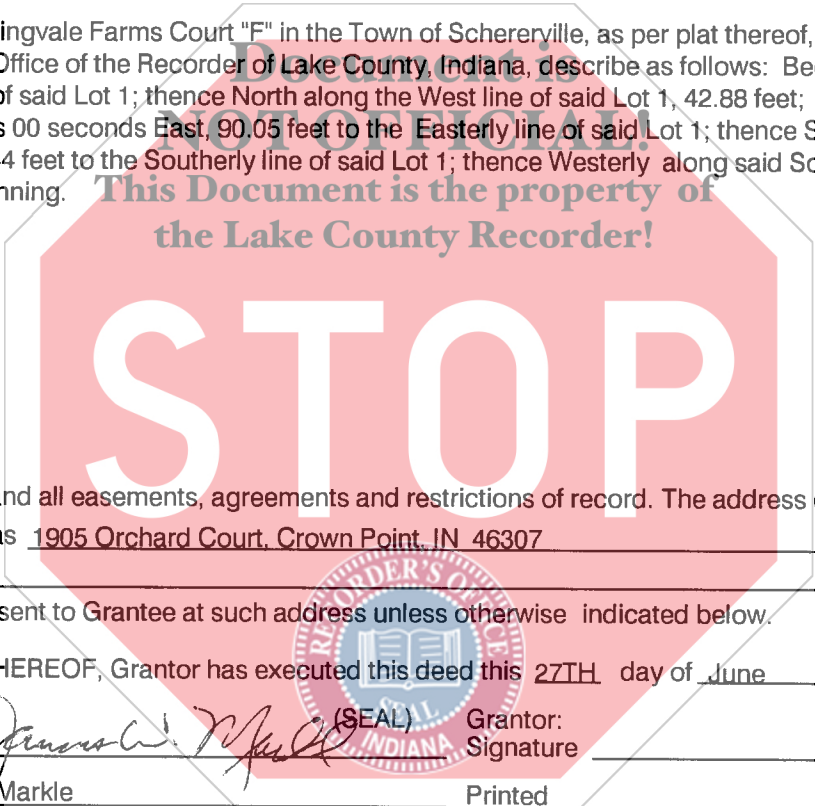 ingvale Farms Court "F" in the Town of Schererville, as per plat thereof,
Document is
Office of the Recorder of Lake County, Indiana, describe as follows: Be
of said Lot 1; thence North along the West line of said Lot 1, 42.88 feet;
NOT OFFICIAL!
s 00 seconds East, 90.05 feet to the Easterly line of said Lot 1; thence S
4 feet to the Southerly line of said Lot 1; thence Westerly along said So
nning.
This Document is the property of
the Lake County Recorder!
STOP
nd all easements, agreements and restrictions of record. The address
s 1905 Orchard Court, Crown Point, IN 46307
RECORDER'S OFFICE
sent to Grantee at such address unless otherwise indicated below.
HEREOF, Grantor has executed this deed this 27TH day of June
SEAL
(SEAL) Grantor:
INDIANA
Signature
Markle Printed